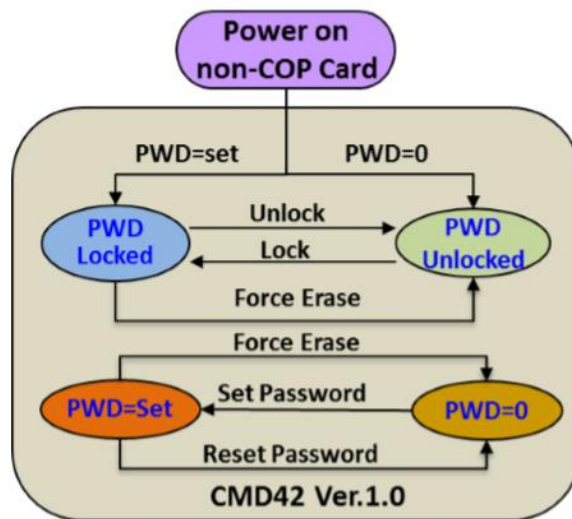 Power on
non-COP Card
PWD=set
PWD=0
PWD
Locked
Unlock
Lock
PWD
Unlocked
Force Erase
Force Erase
PWD=Set
Set Password
PWD=0
Reset Password
CMD42 Ver.1.0